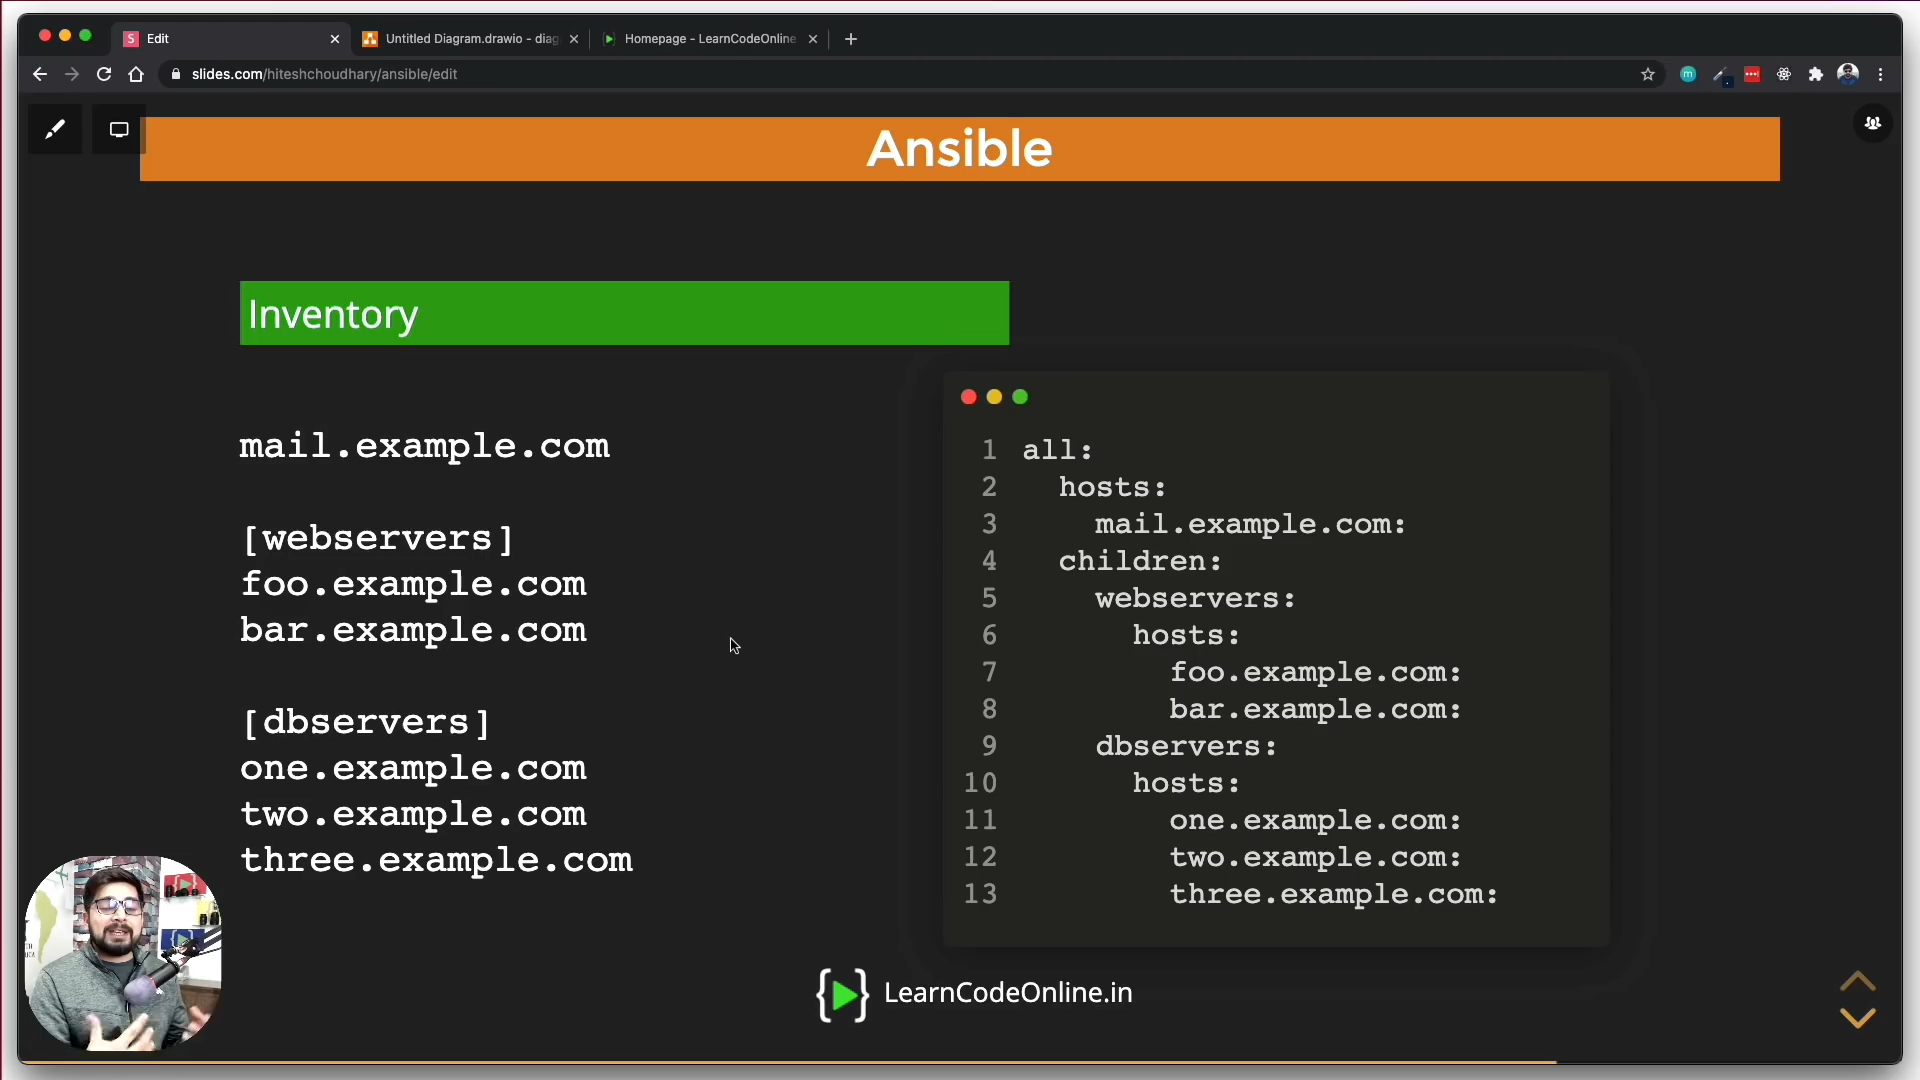 Edit
Untitled Diagram.drawio - diag
Homepage - LearnCodeOnline
slides.com/hiteshchoudhary/ansible/edit
Ansible
Inventory
mail.example.com
[webservers]
foo.example.com
bar.example.com
[dbservers]
one.example.com
two.example.com
three.example.com
1 all:
2 hosts:
3 mail.example.com:
4 children:
5 webservers:
6 hosts:
7 foo.example.com:
8 bar.example.com:
9 dbservers:
10 hosts:
11 one.example.com:
12 two.example.com:
13 three.example.com:
LearnCodeOnline.in